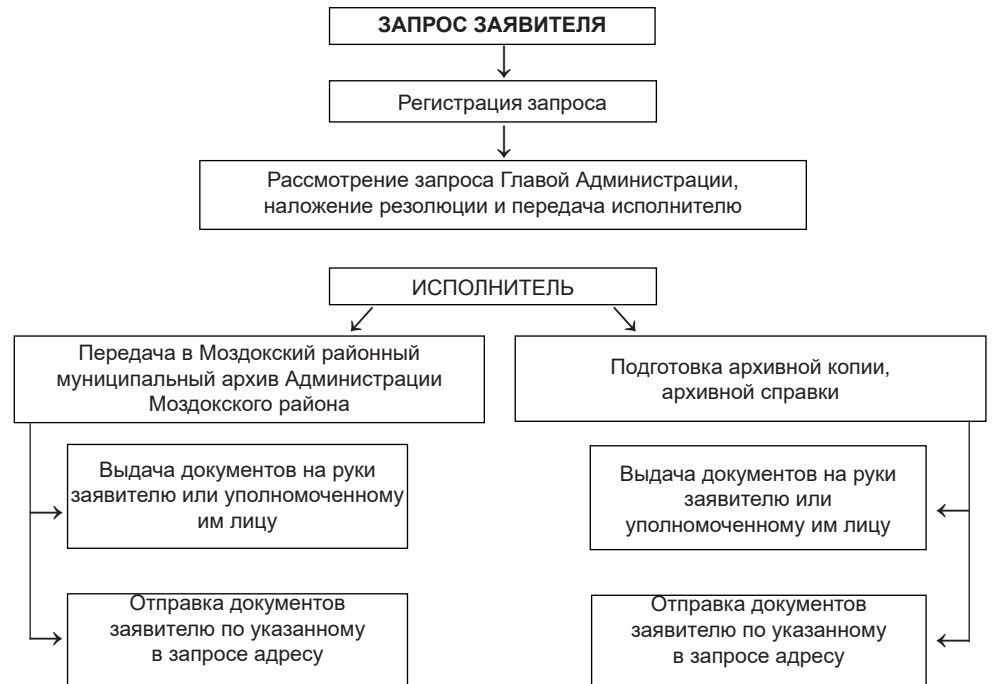 ЗАПРОС ЗАЯВИТЕЛЯ
Регистрация запроса
Рассмотрение запроса Главой Администрации,
наложение резолюции и передача исполнителю
ИСПОЛНИТЕЛЬ
Передача в Моздокский районный
муниципальный архив Администрации
Моздокского района
Выдача документов на руки
заявителю или уполномоченному
им лицу
Отправка документов
заявителю по указанному
в запросе адресу
Подготовка архивной копии,
архивной справки
Выдача документов на руки
заявителю или
уполномоченному им лицу
Отправка документов
заявителю по указанному
в запросе адресу